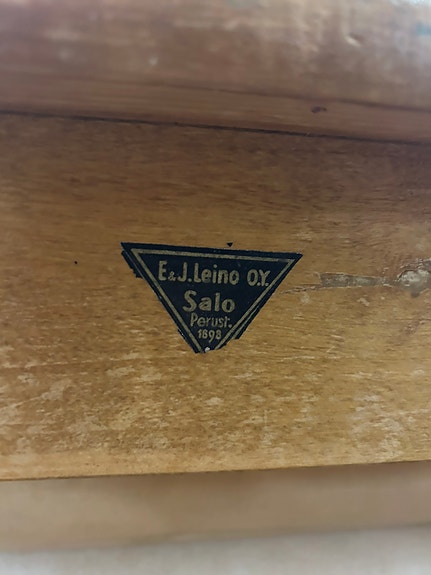 E&J.Leino O.Y.
Salo
Perust.
1898